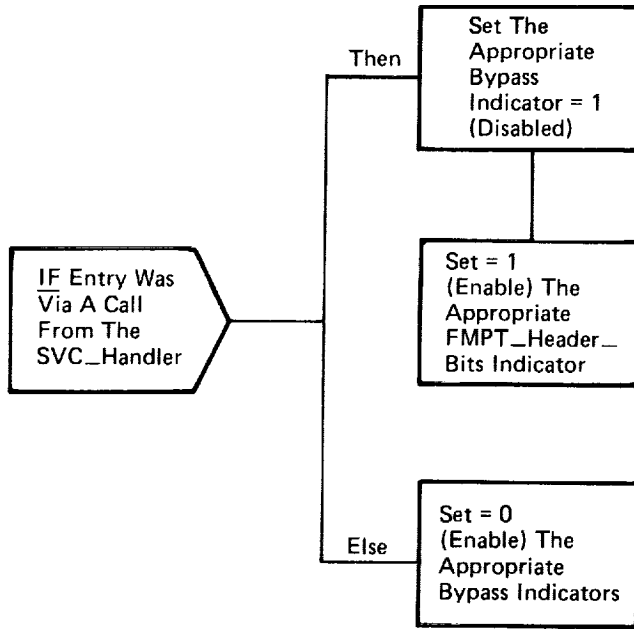 Set The
Appropriate
Bypass
Indicator = 1
(Disabled)
Then
IF Entry Was
Via A Call
From The
SVC_Handler
Set = 1
(Enable) The
Appropriate
FMPT_Header_
Bits Indicator
Else
Set = 0
(Enable) The
Appropriate
Bypass Indicators